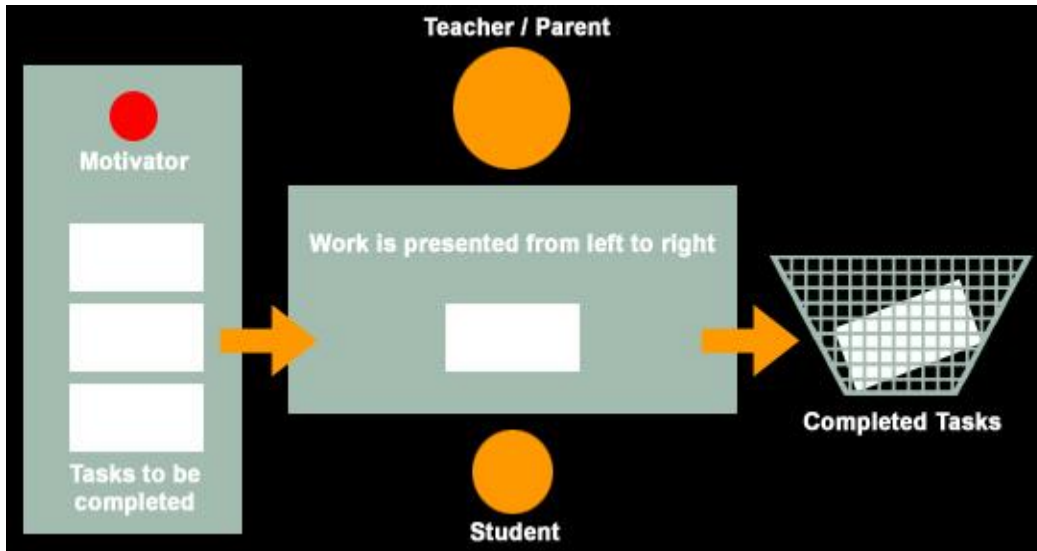 Teacher / Parent
Motivator
Work is presented from left to right
Tasks to be
completed
Completed Tasks
Student